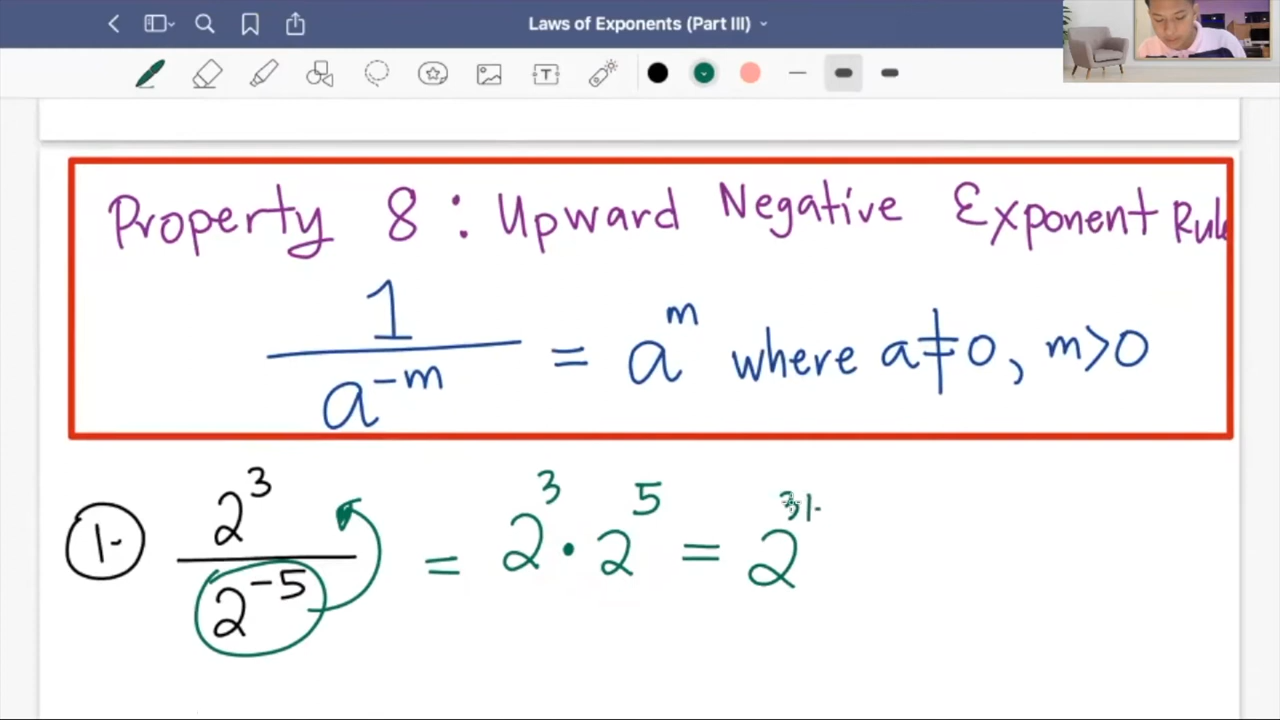 Laws of Exponents (Part III)
Property 8: Upward Negative Exponent Rule
1/a^{-m} = a^m where a≠0, m>0
1. 2^3/2^{-5} = 2^3 · 2^5 = 2